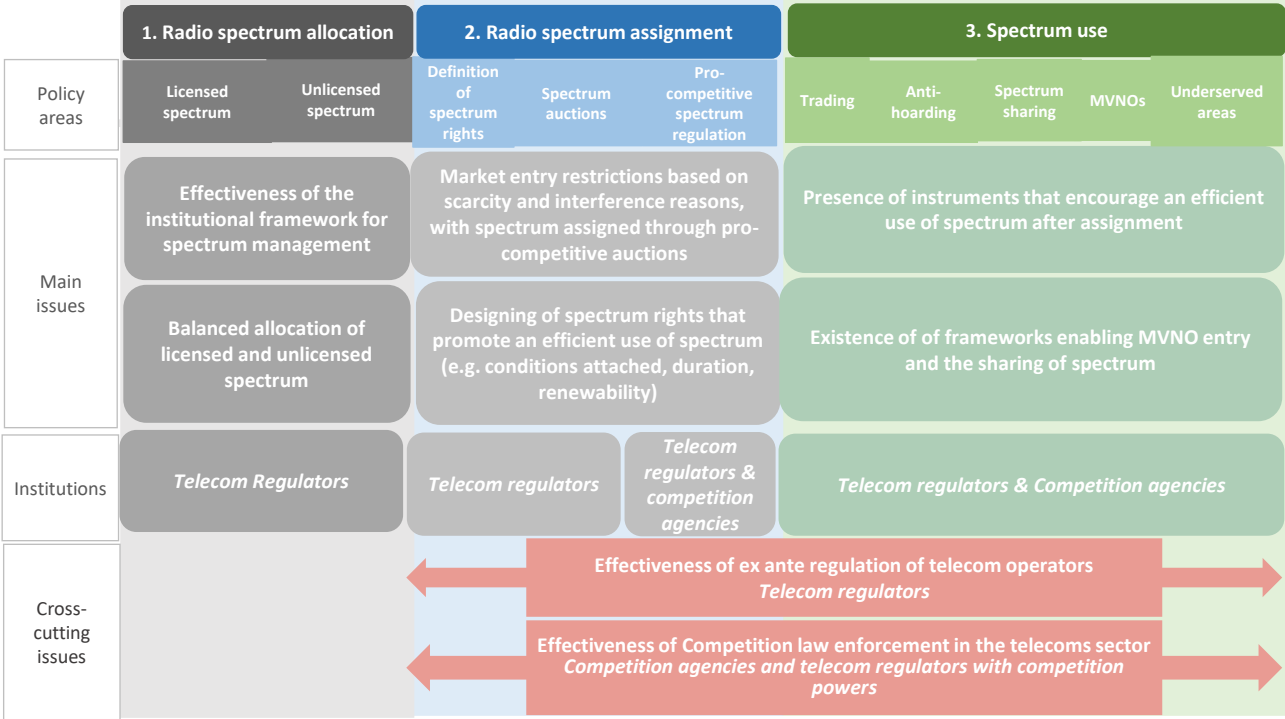 1. Radio spectrum allocation
2. Radio spectrum assignment
3. Spectrum use
Policy
areas
Licensed
spectrum
Unlicensed
spectrum
Definition
of
spectrum
rights
Spectrum
auctions
Pro-
competitive
spectrum
regulation
Trading
Anti-
hoarding
Spectrum
sharing
MVNOs
Underserved
areas
Main
issues
Effectiveness of the
institutional framework for
spectrum management
Market entry restrictions based on
scarcity and interference reasons,
with spectrum assigned through pro-
competitive auctions
Presence of instruments that encourage an efficient
use of spectrum after assignment
Balanced allocation of
licensed and unlicensed
spectrum
Designing of spectrum rights that
promote an efficient use of spectrum
(e.g. conditions attached, duration,
renewability)
Existence of of frameworks enabling MVNO entry
and the sharing of spectrum
Institutions
Telecom Regulators
Telecom regulators
Telecom
regulators &
competition
agencies
Telecom regulators & Competition agencies
Cross-
cutting
issues
Effectiveness of ex ante regulation of telecom operators
Telecom regulators
Effectiveness of Competition law enforcement in the telecoms sector
Competition agencies and telecom regulators with competition
powers